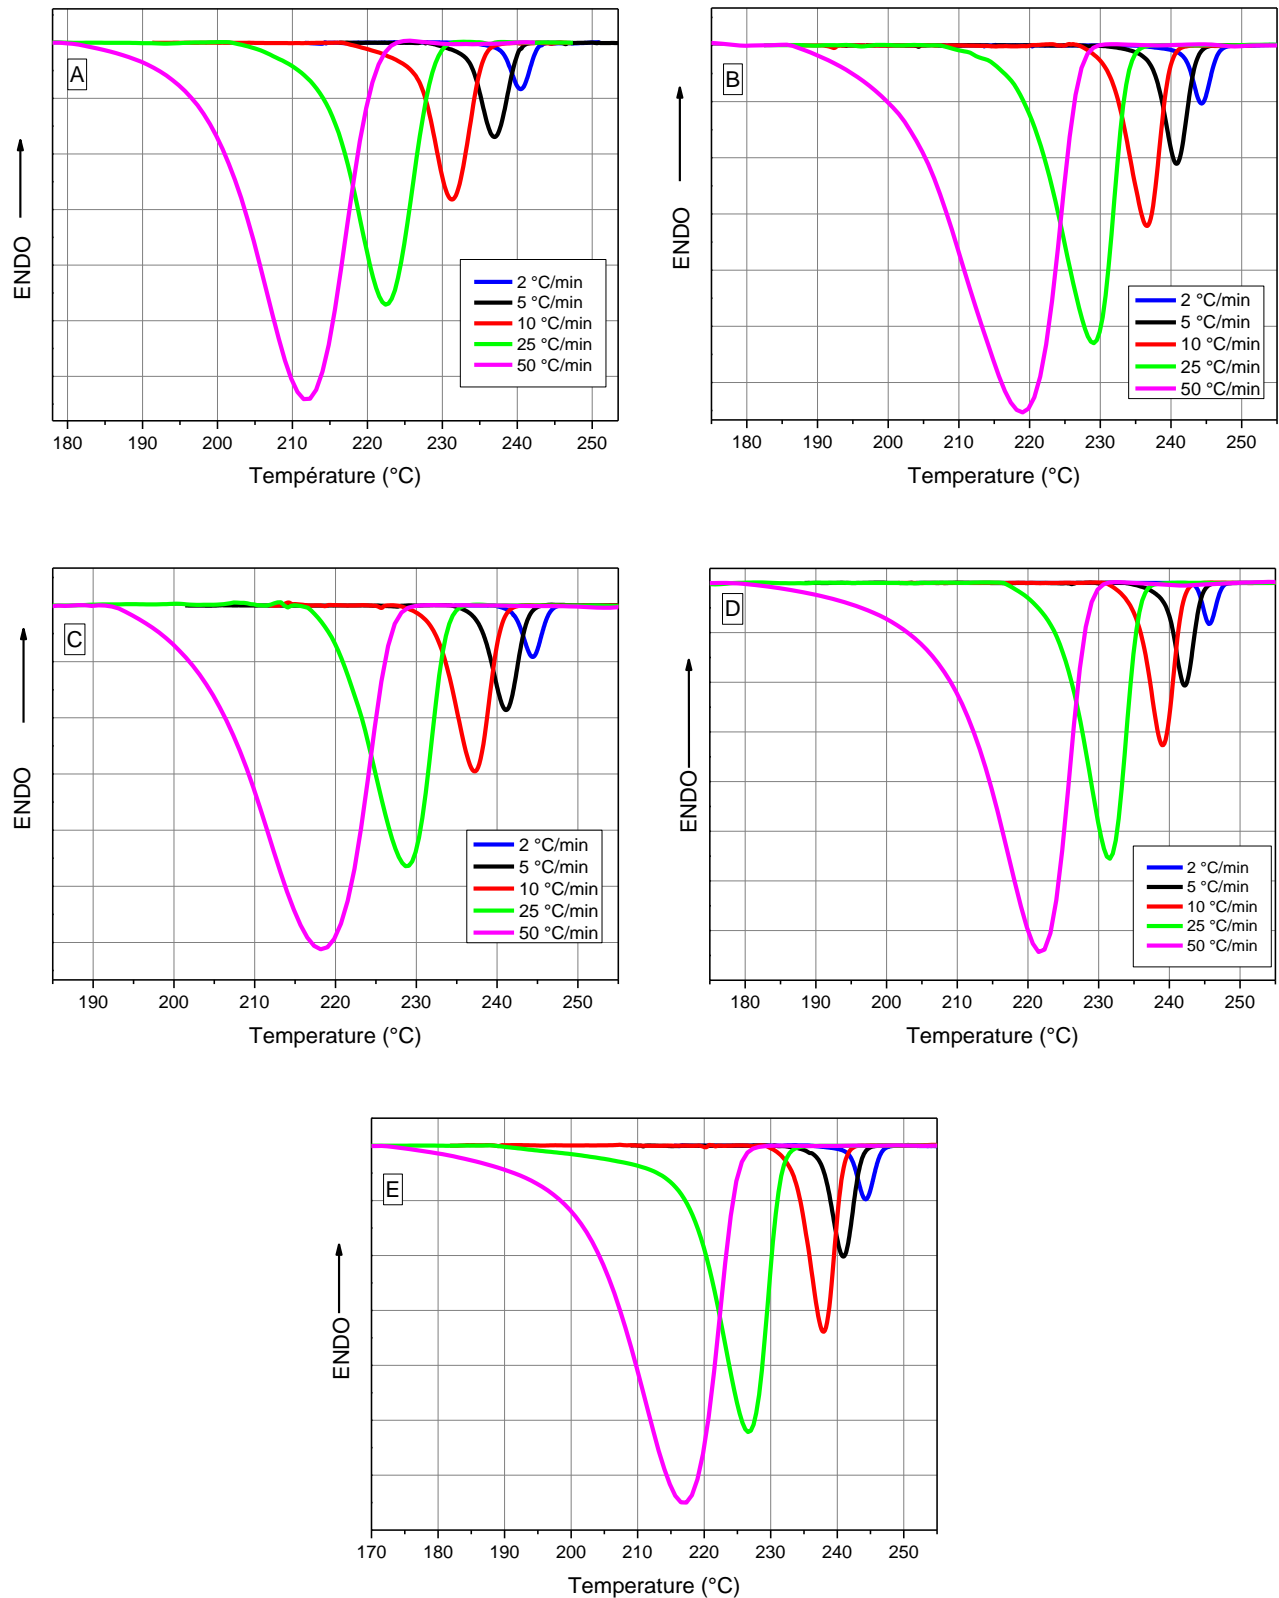 A
ENDO
2 °C/min
5 °C/min
10 °C/min
25 °C/min
50 °C/min
180 190 200 210 220 230 240 250
Température (°C)
B
ENDO
2 °C/min
5 °C/min
10 °C/min
25 °C/min
50 °C/min
180 190 200 210 220 230 240 250
Temperature (°C)
C
ENDO
2 °C/min
5 °C/min
10 °C/min
25 °C/min
50 °C/min
190 200 210 220 230 240 250
Temperature (°C)
D
ENDO
2 °C/min
5 °C/min
10 °C/min
25 °C/min
50 °C/min
180 190 200 210 220 230 240 250
Temperature (°C)
E
ENDO
170 180 190 200 210 220 230 240 250
Temperature (°C)